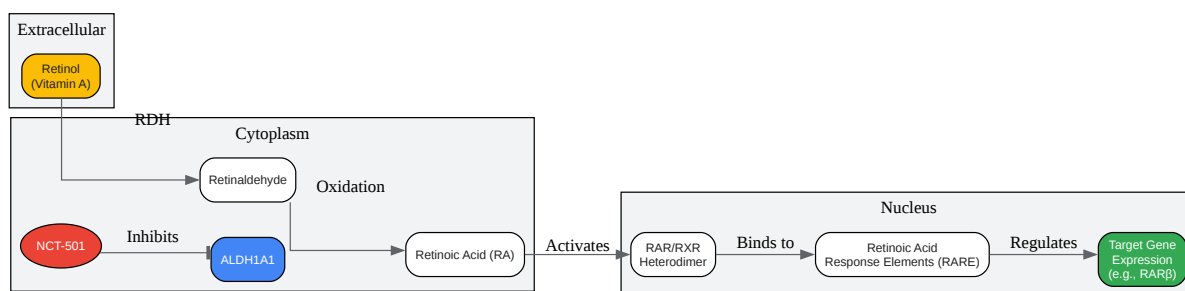 Extracellular
Retinol
(Vitamin A)
RDH
Cytoplasm
Retinaldehyde
Oxidation
NCT-501
Inhibits
ALDH1A1
Retinoic Acid (RA)
Activates
Nucleus
RAR/RXR
Heterodimer
Binds to
Retinoic Acid
Response Elements (RARE)
Regulates
Target Gene
Expression
(e.g., RARβ)